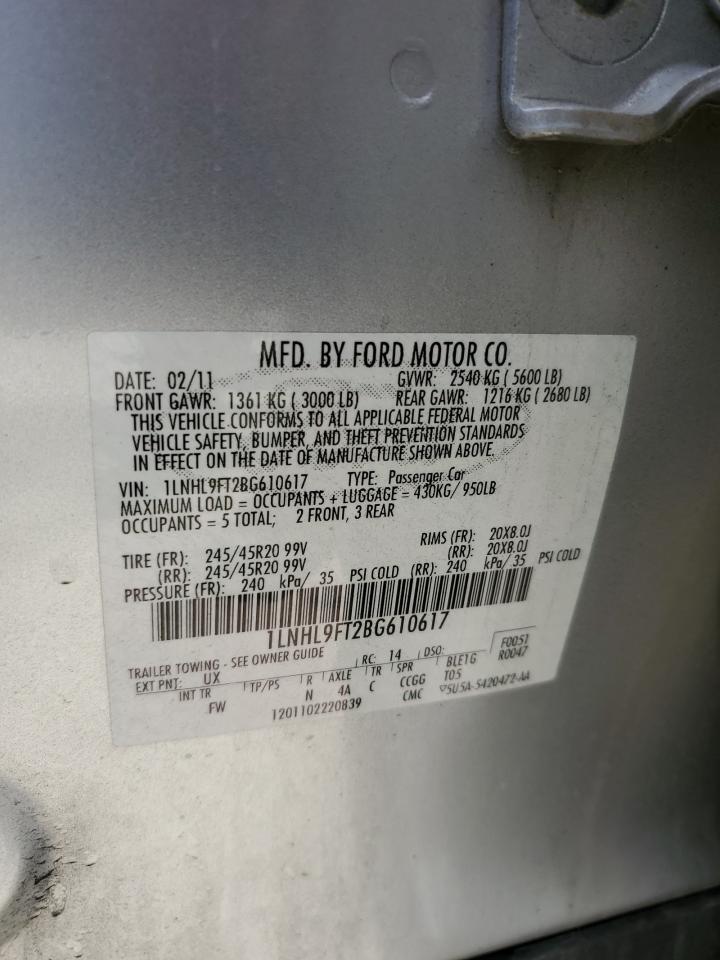 MFD. BY FORD MOTOR CO.
DATE: 02/11 GVWR: 2540 KG ( 5600 LB)
FRONT GAWR: 1361 KG ( 3000 LB) REAR GAWR: 1216 KG ( 2680 LB)
THIS VEHICLE CONFORMS TO ALL APPLICABLE FEDERAL MOTOR
VEHICLE SAFETY, BUMPER, AND THEFT PREVENTION STANDARDS
IN EFFECT ON THE DATE OF MANUFACTURE SHOWN ABOVE.
VIN: 1LNHL9FT2BG610617 TYPE: Passenger Car
MAXIMUM LOAD = OCCUPANTS + LUGGAGE = 430KG/ 950LB
OCCUPANTS = 5 TOTAL; 2 FRONT, 3 REAR
TIRE (FR): 245/45R20 99V RIMS (FR): 20X8.0J
(RR): 245/45R20 99V (RR): 20X8.0J
PRESSURE (FR): 240 kPa/ 35 PSI COLD (RR): 240 kPa/ 35 PSI COLD
1LNHL9FT2BG610617
F0051
TRAILER TOWING - SEE OWNER GUIDE RC: 14 DSO: R0047
EXT PNT: UX R AXLE TR SPR BLETG
INT TR TP/PS N 4A C CCGG T05
FW 1201102220839 CMC 5U5A-5420472-AA